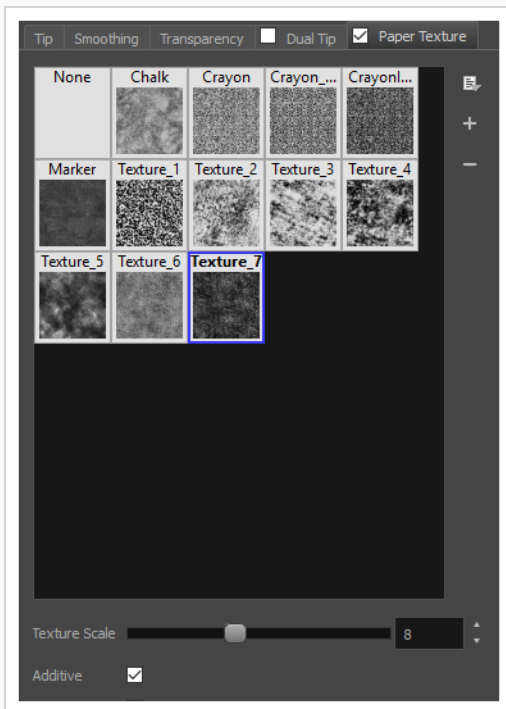 Tip Smoothing Transparency Dual Tip Paper Texture
None Chalk Crayon Crayon_... Crayonl...
Marker Texture_1 Texture_2 Texture_3 Texture_4
Texture_5 Texture_6 Texture_7
Texture Scale 8
Additive